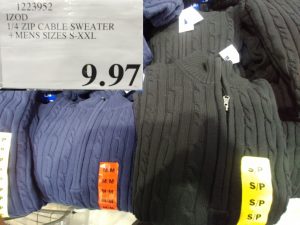 1223952
IZOD
1/4 ZIP CABLE SWEATER
+MENS SIZES S-XXL
9.97
M/M
M/M
M/M
S/P
S/P
S/P
S/P